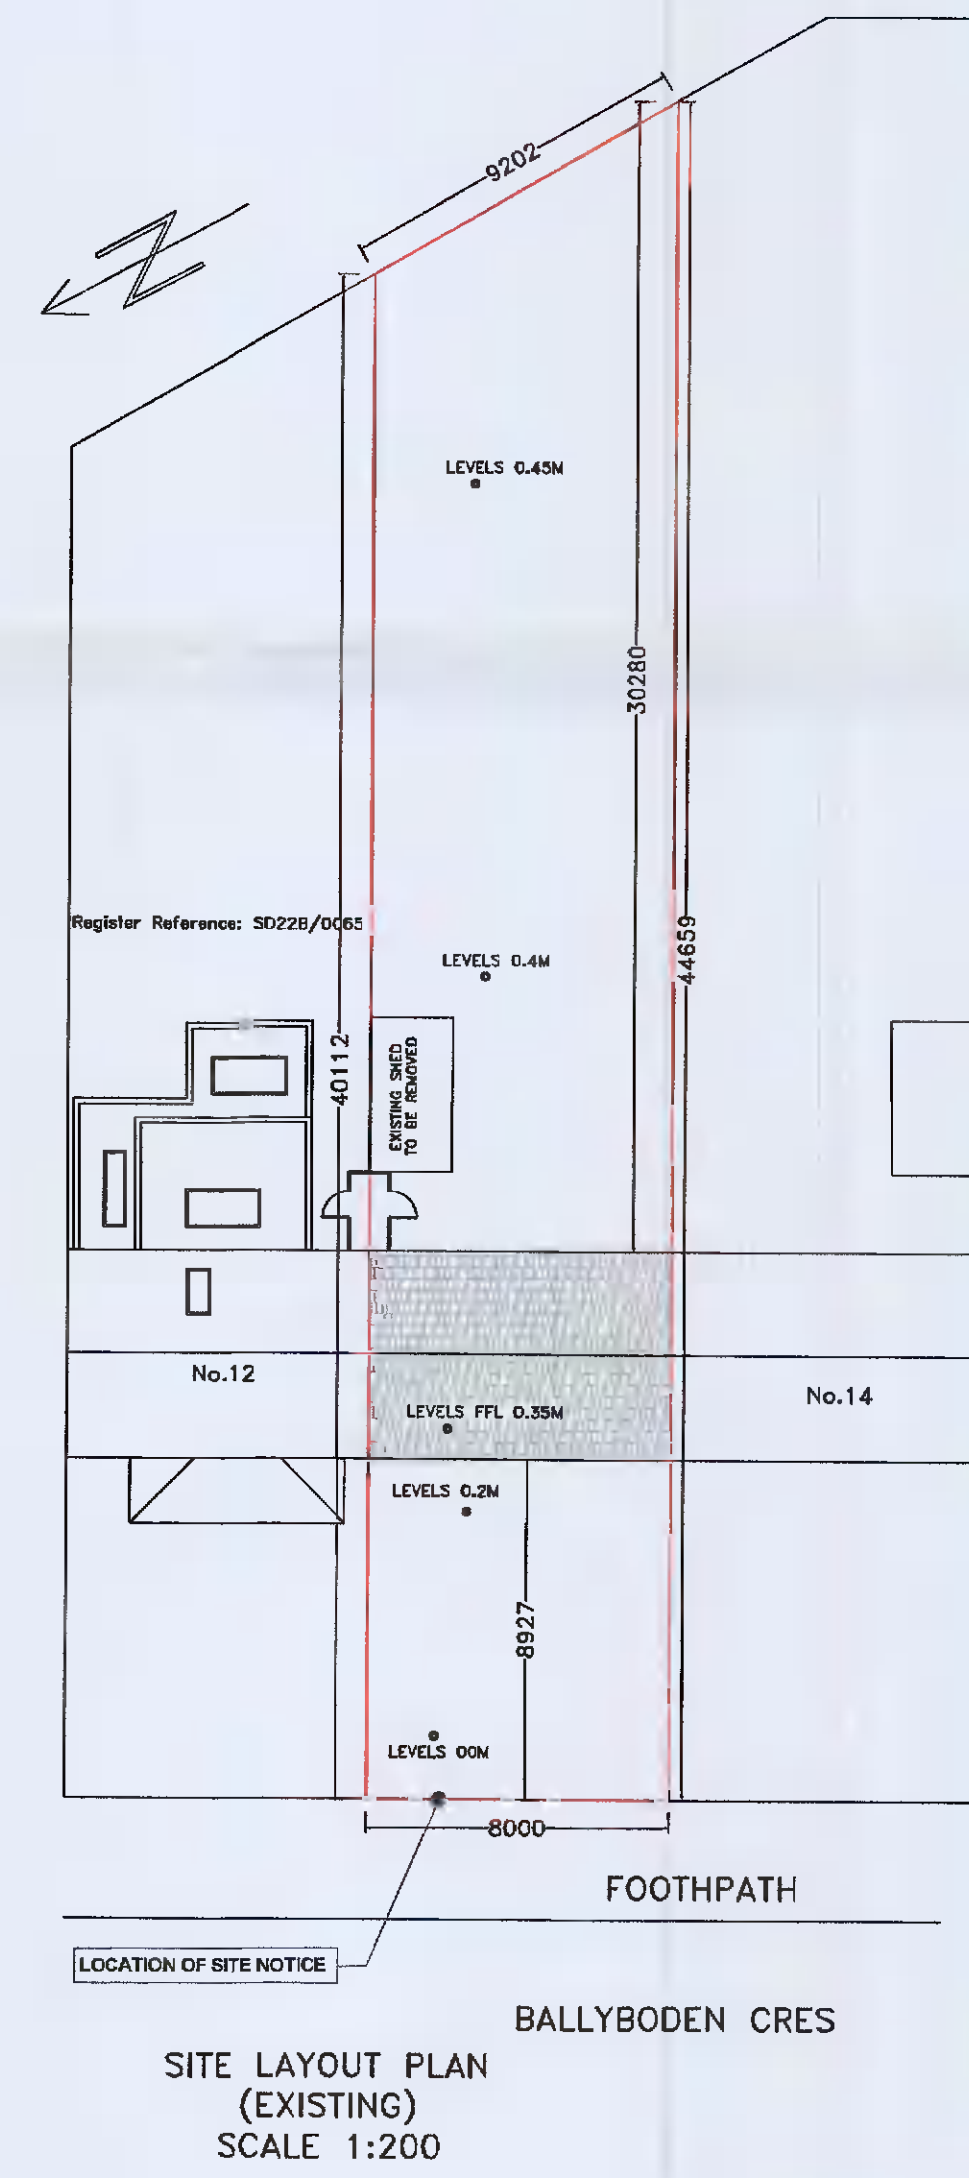 9202
LEVELS 0.45M
30280
Register Reference: SD22B/0065
44659
LEVELS 0.4M
40112
EXISTING SHED
TO BE REMOVED
No.12
No.14
LEVELS FFL 0.35M
LEVELS 0.2M
8927
LEVELS 00M
8000
FOOTHPATH
LOCATION OF SITE NOTICE
BALLYBODEN CRES
SITE LAYOUT PLAN
(EXISTING)
SCALE 1:200